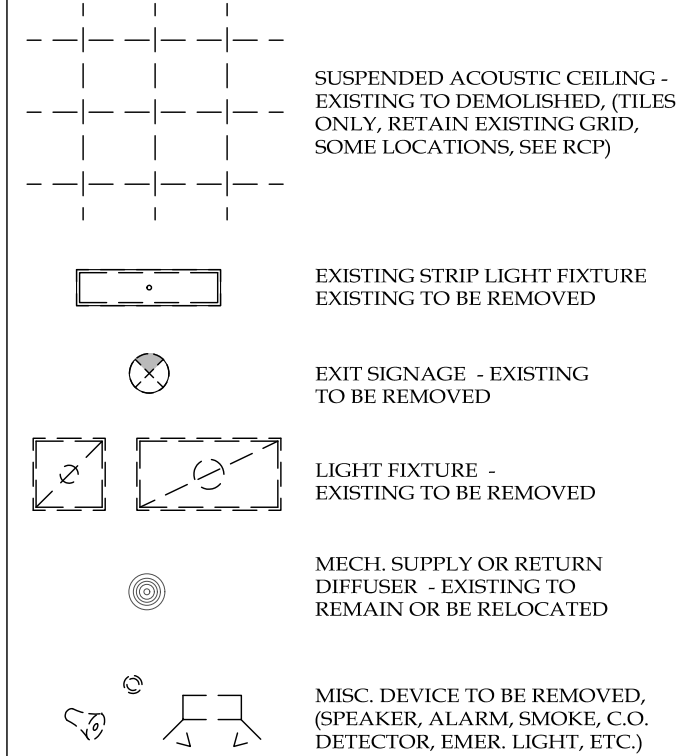 SUSPENDED ACOUSTIC CEILING -
EXISTING TO DEMOLISHED, (TILES
ONLY, RETAIN EXISTING GRID,
SOME LOCATIONS, SEE RCP)
EXISTING STRIP LIGHT FIXTURE
EXISTING TO BE REMOVED
EXIT SIGNAGE - EXISTING
TO BE REMOVED
LIGHT FIXTURE -
EXISTING TO BE REMOVED
MECH. SUPPLY OR RETURN
DIFFUSER - EXISTING TO
REMAIN OR BE RELOCATED
MISC. DEVICE TO BE REMOVED,
(SPEAKER, ALARM, SMOKE, C.O.
DETECTOR, EMER. LIGHT, ETC.)